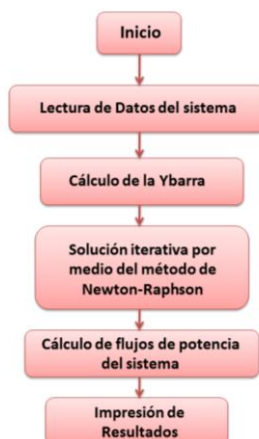 Inicio
Lectura de Datos del sistema
Cálculo de la Ybarra
Solución iterativa por
medio del método de
Newton-Raphson
Cálculo de flujos de potencia
del sistema
Impresión de
Resultados